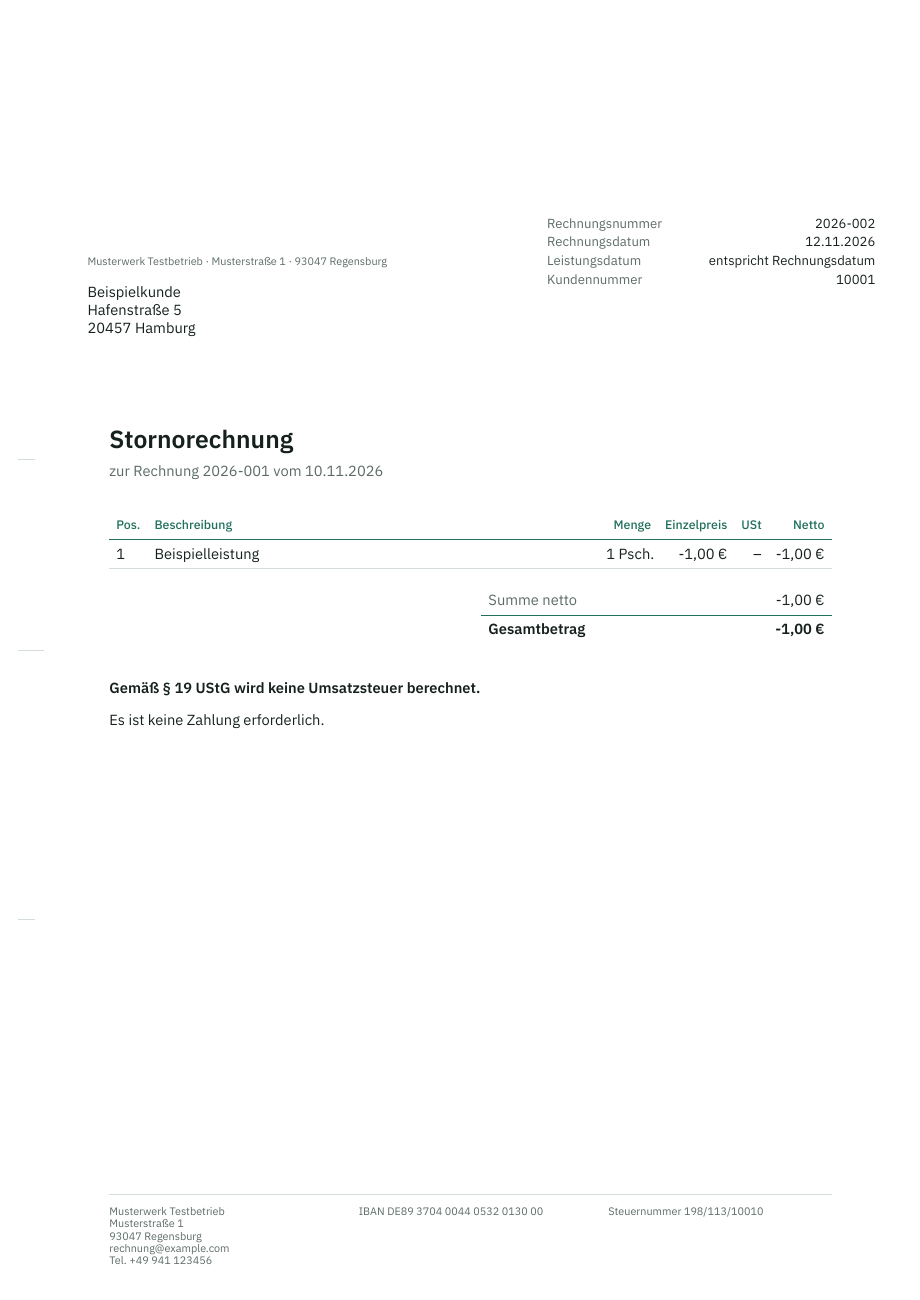 Rechnungsnummer 2026-002
Rechnungsdatum 12.11.2026
Leistungsdatum entspricht Rechnungsdatum
Kundennummer 10001
Musterwerk Testbetrieb · Musterstraße 1 · 93047 Regensburg
Beispielkunde
Hafenstraße 5
20457 Hamburg
Stornorechnung
zur Rechnung 2026-001 vom 10.11.2026
Pos. Beschreibung Menge Einzelpreis USt Netto
1 Beispielleistung 1 Psch. -1,00 € – -1,00 €
Summe netto -1,00 €
Gesamtbetrag -1,00 €
Gemäß § 19 UStG wird keine Umsatzsteuer berechnet.
Es ist keine Zahlung erforderlich.
Musterwerk Testbetrieb IBAN DE89 3704 0044 0532 0130 00 Steuernummer 198/113/10010
Musterstraße 1
93047 Regensburg
rechnung@example.com
Tel. +49 941 123456